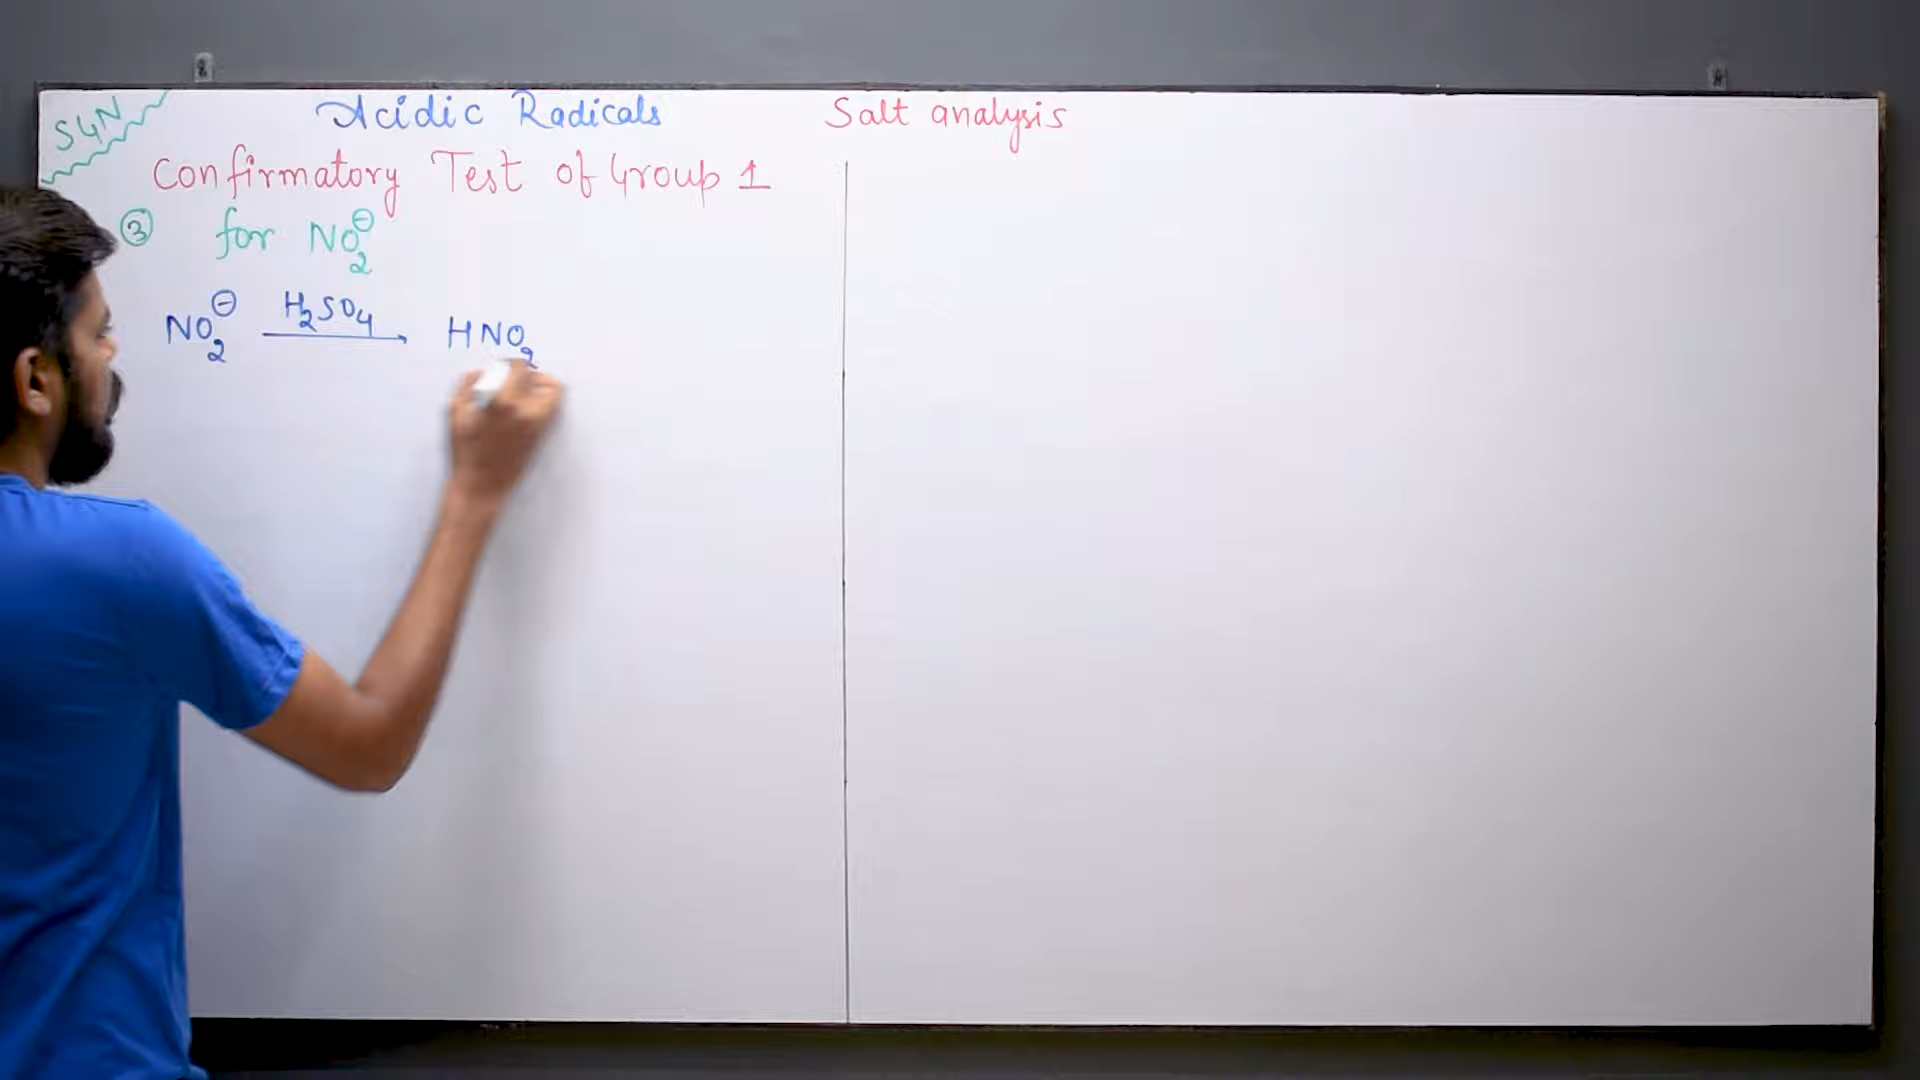 S4N
Acidic Radicals Salt analysis
Confirmatory Test of Group 1
③ for NO₂⊖
NO₂⊖ H₂SO₄ → HNO₂